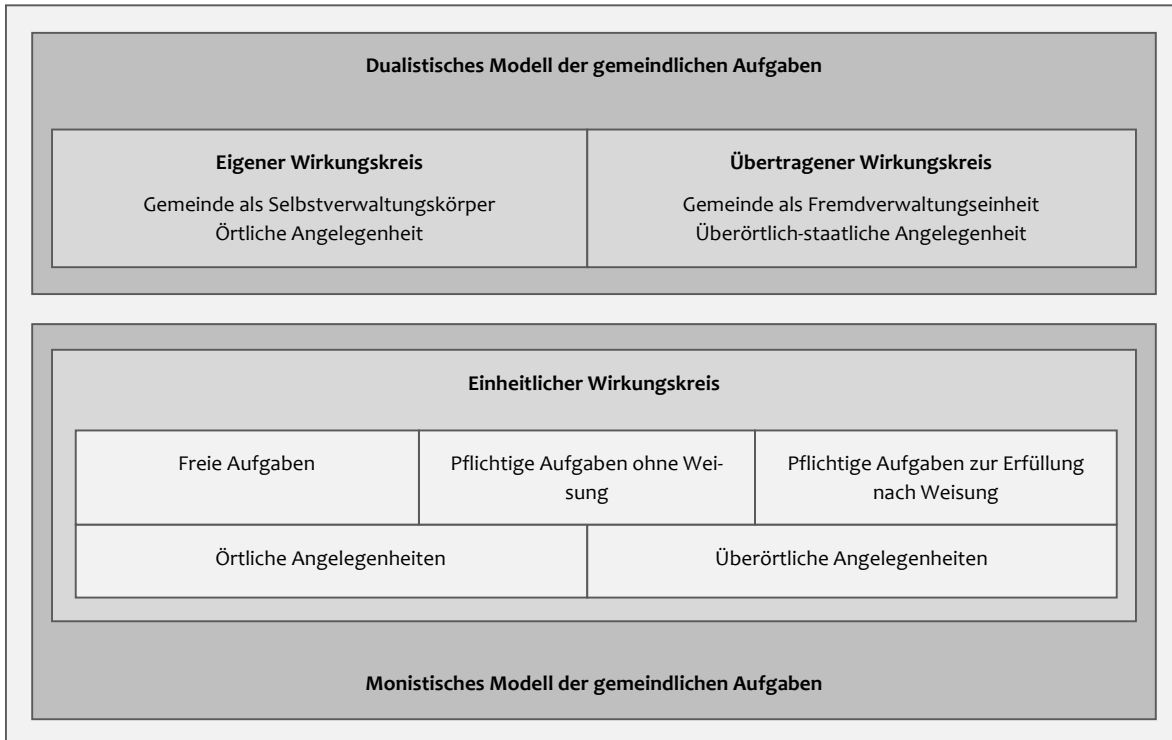 Dualistisches Modell der gemeindlichen Aufgaben
Eigener Wirkungskreis
Gemeinde als Selbstverwaltungskörper
Örtliche Angelegenheit
Übertragener Wirkungskreis
Gemeinde als Fremdverwaltungseinheit
Überörtlich-staatliche Angelegenheit
Einheitlicher Wirkungskreis
Freie Aufgaben
Pflichtige Aufgaben ohne Wei-
sung
Pflichtige Aufgaben zur Erfüllung
nach Weisung
Örtliche Angelegenheiten
Überörtliche Angelegenheiten
Monistisches Modell der gemeindlichen Aufgaben